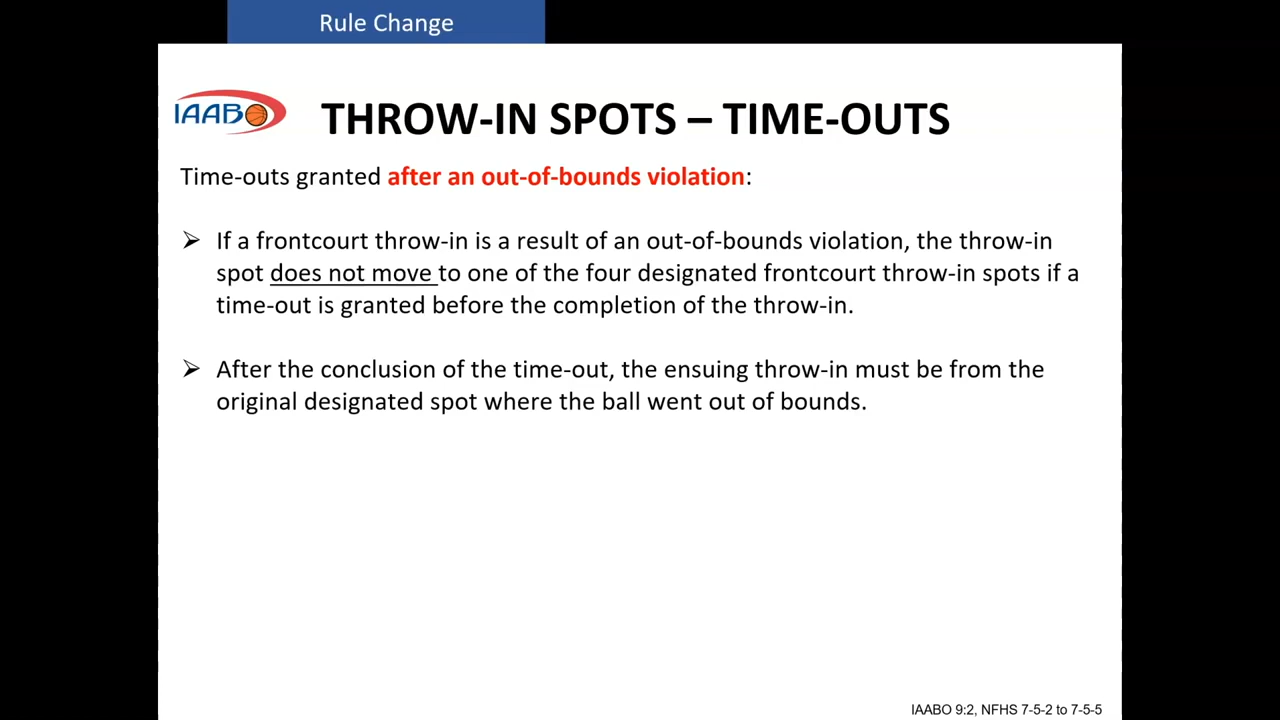 Rule Change
IAABO
THROW-IN SPOTS – TIME-OUTS
Time-outs granted after an out-of-bounds violation:
➢ If a frontcourt throw-in is a result of an out-of-bounds violation, the throw-in
spot does not move to one of the four designated frontcourt throw-in spots if a
time-out is granted before the completion of the throw-in.
➢ After the conclusion of the time-out, the ensuing throw-in must be from the
original designated spot where the ball went out of bounds.
IAABO 9:2, NFHS 7-5-2 to 7-5-5